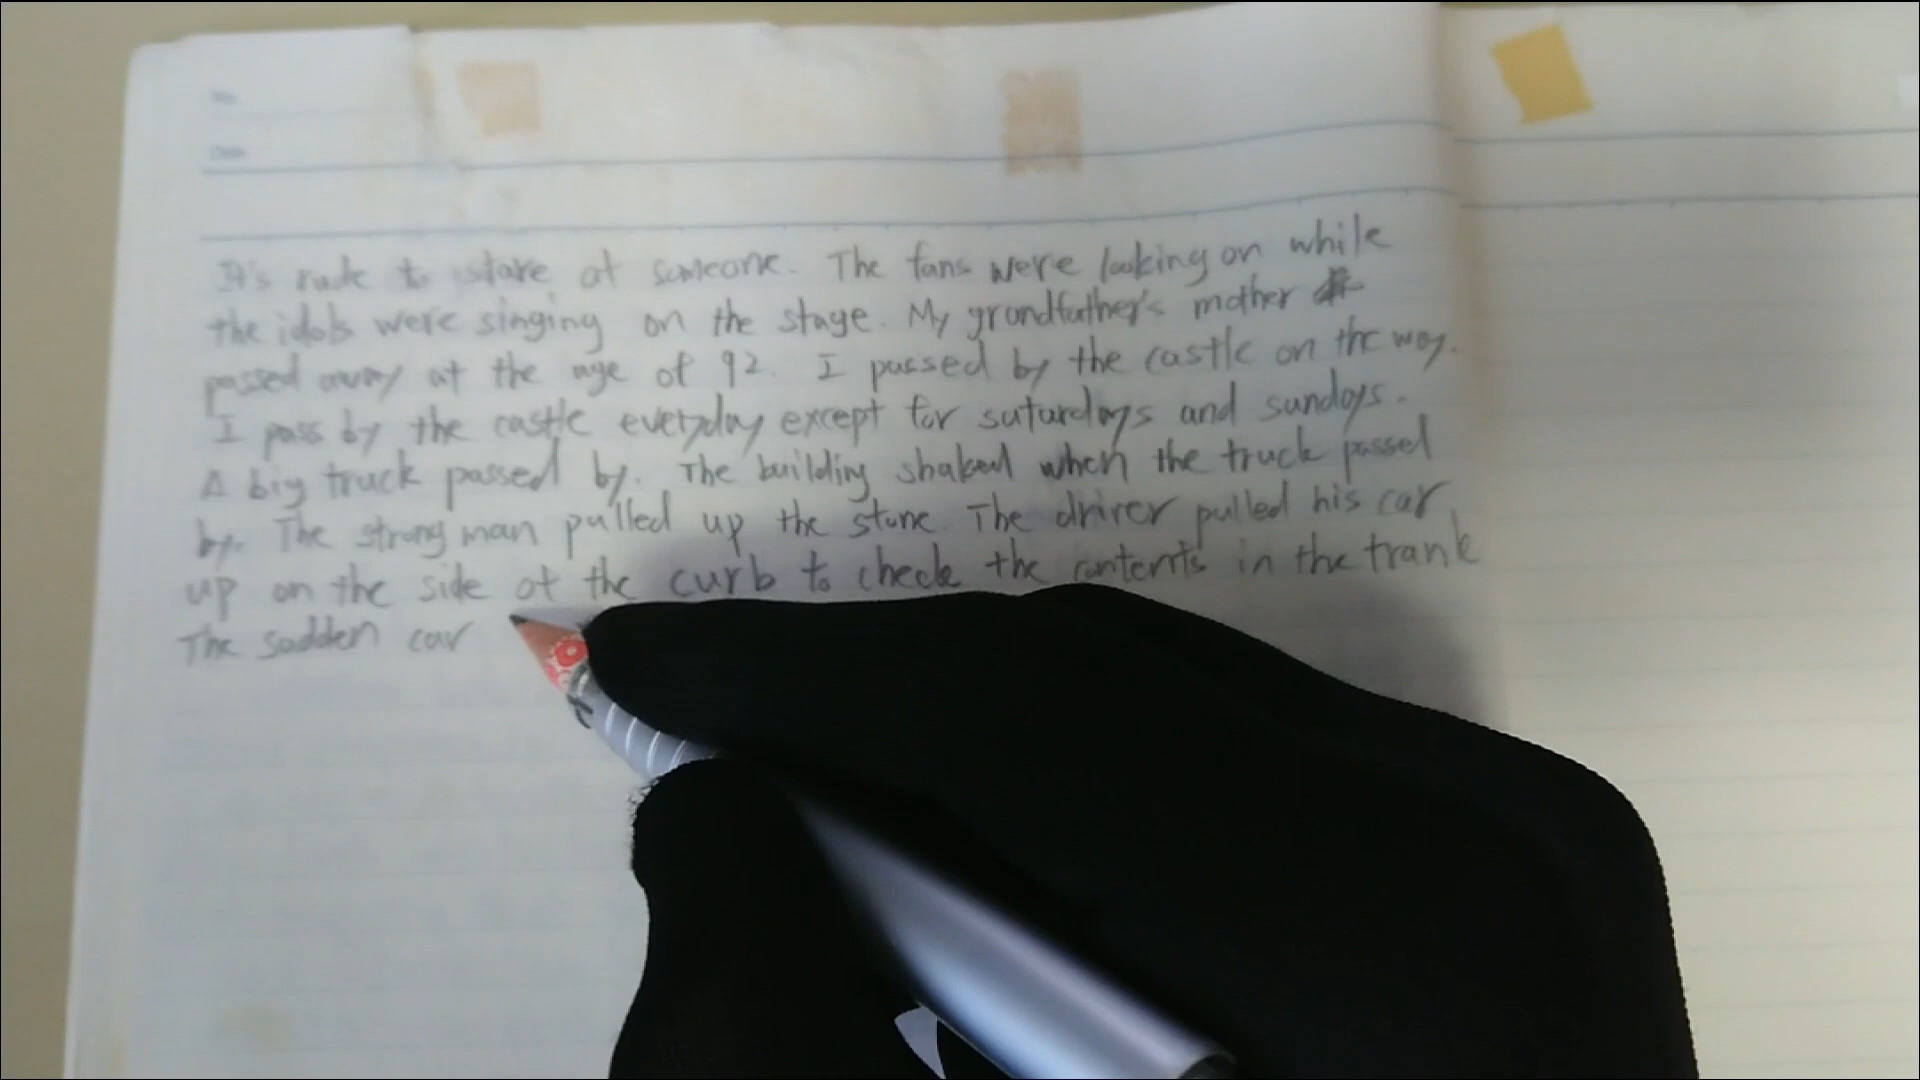 No.
Date
It's rude to stare at someone. The fans were looking on while
the idols were singing on the stage. My grandfather's mother
passed away at the age of 92. I passed by the castle on the way.
I pass by the castle everyday except for saturdays and sundays.
A big truck passed by. The building shaked when the truck passed
by. The strong man pulled up the stone. The driver pulled his car
up on the side of the curb to check the contents in the trank
The sadden car